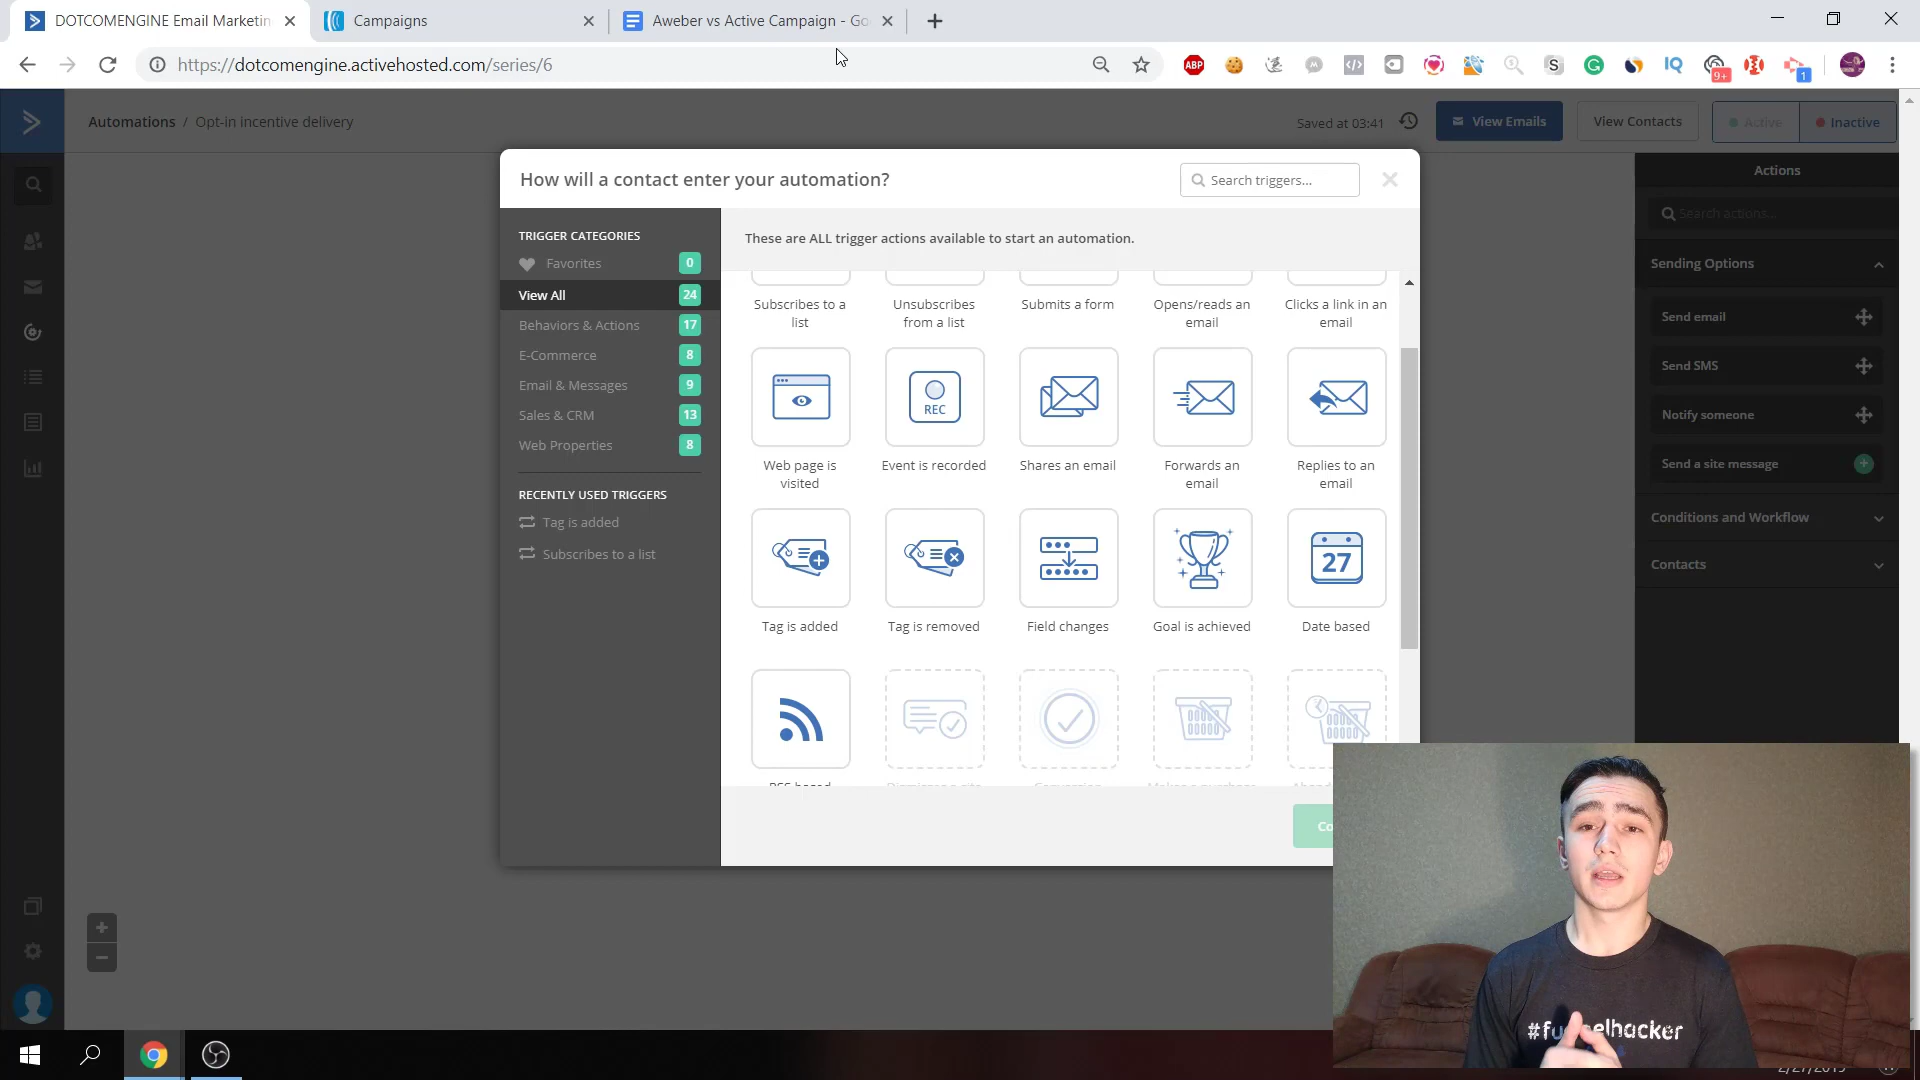 DOTCOMENGINE Email Marketin
Campaigns
Aweber vs Active Campaign - Go
https://dotcomengine.activehosted.com/series/6
ABP
S
IQ
9+
1
Automations / Opt-in incentive delivery
Saved at 03:41
View Emails
View Contacts
Active
Inactive
How will a contact enter your automation?
Search triggers...
TRIGGER CATEGORIES
Favorites 0
View All 24
Behaviors & Actions 17
E-Commerce 8
Email & Messages 9
Sales & CRM 13
Web Properties 8
RECENTLY USED TRIGGERS
Tag is added
Subscribes to a list
These are ALL trigger actions available to start an automation.
Subscribes to a
list
Unsubscribes
from a list
Submits a form
Opens/reads an
email
Clicks a link in an
email
Web page is
visited
REC
Event is recorded
Shares an email
Forwards an
email
Replies to an
email
Tag is added
Tag is removed
Field changes
Goal is achieved
27
Date based
Actions
Search actions...
Sending Options
Send email
Send SMS
Notify someone
Send a site message
Conditions and Workflow
Contacts